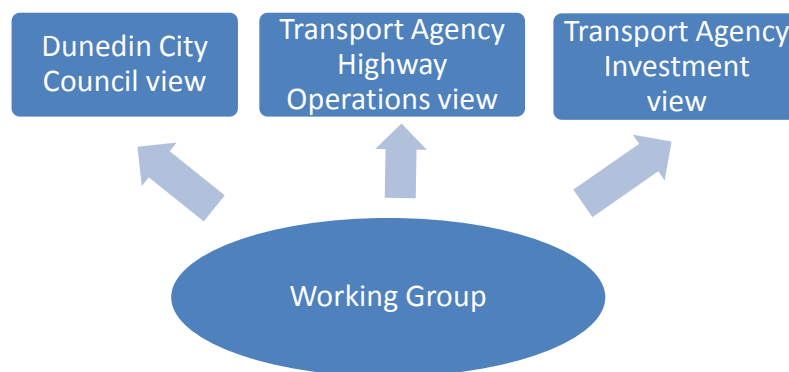 Dunedin City
Council view
Transport Agency
Highway
Operations view
Transport Agency
Investment
view
Working Group